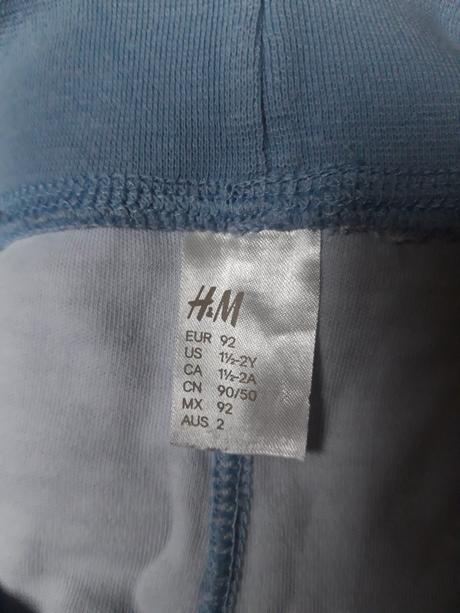 H&M
EUR 92
US 1½-2Y
CA 1½-2A
CN 90/50
MX 92
AUS 2